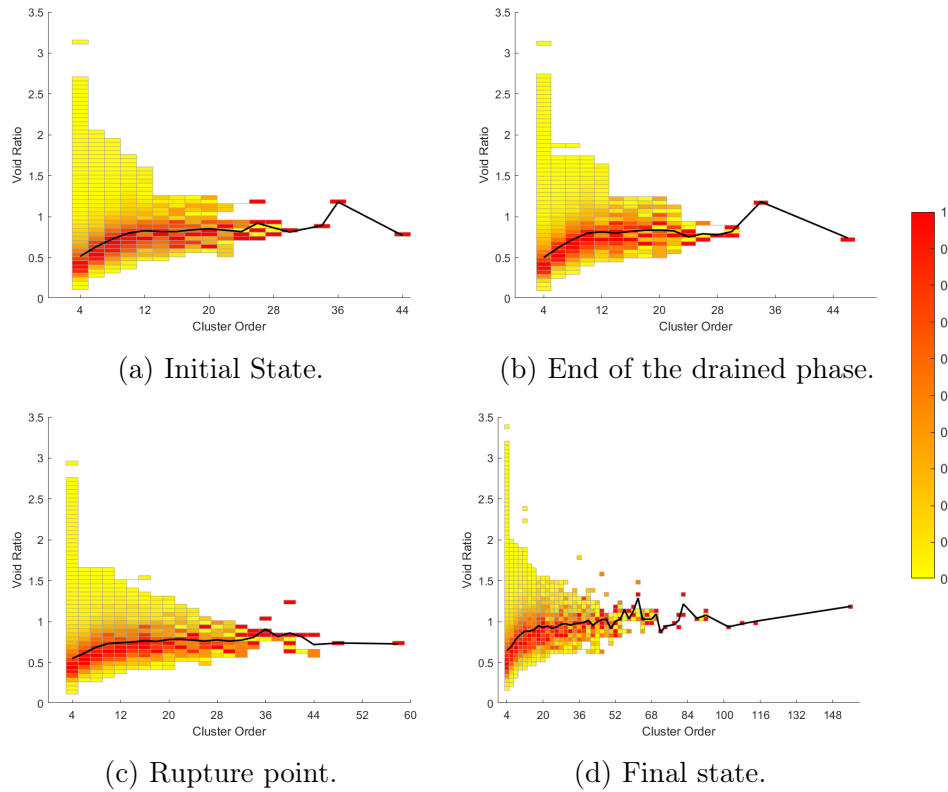 3.5
3
2.5
2
1.5
1
0.5
0
Void Ratio
4 12 20 28 36 44
Cluster Order
(a) Initial State.
3.5
3
2.5
2
1.5
1
0.5
0
Void Ratio
4 12 20 28 36 44
Cluster Order
(b) End of the drained phase.
3.5
3
2.5
2
1.5
1
0.5
0
Void Ratio
4 12 20 28 36 44 52 60
Cluster Order
(c) Rupture point.
3.5
3
2.5
2
1.5
1
0.5
0
Void Ratio
4 20 36 52 68 84 100 116 132 148
Cluster Order
(d) Final state.
1
0
0
0
0
0
0
0
0
0
0